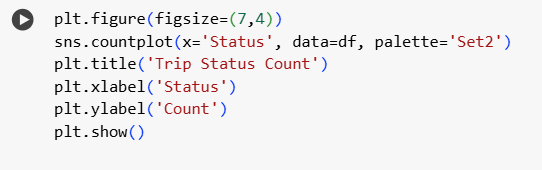 plt.figure(figsize=(7,4))
sns.countplot(x='Status', data=df, palette='Set2')
plt.title('Trip Status Count')
plt.xlabel('Status')
plt.ylabel('Count')
plt.show()